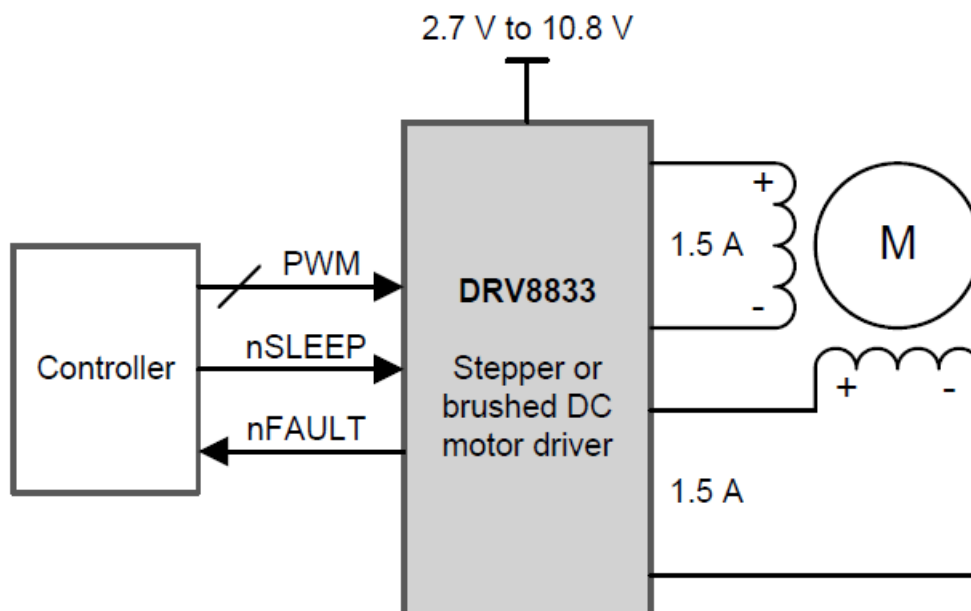 2.7 V to 10.8 V
Controller
PWM
nSLEEP
nFAULT
DRV8833
Stepper or
brushed DC
motor driver
+
1.5 A
-
M
+ -
1.5 A